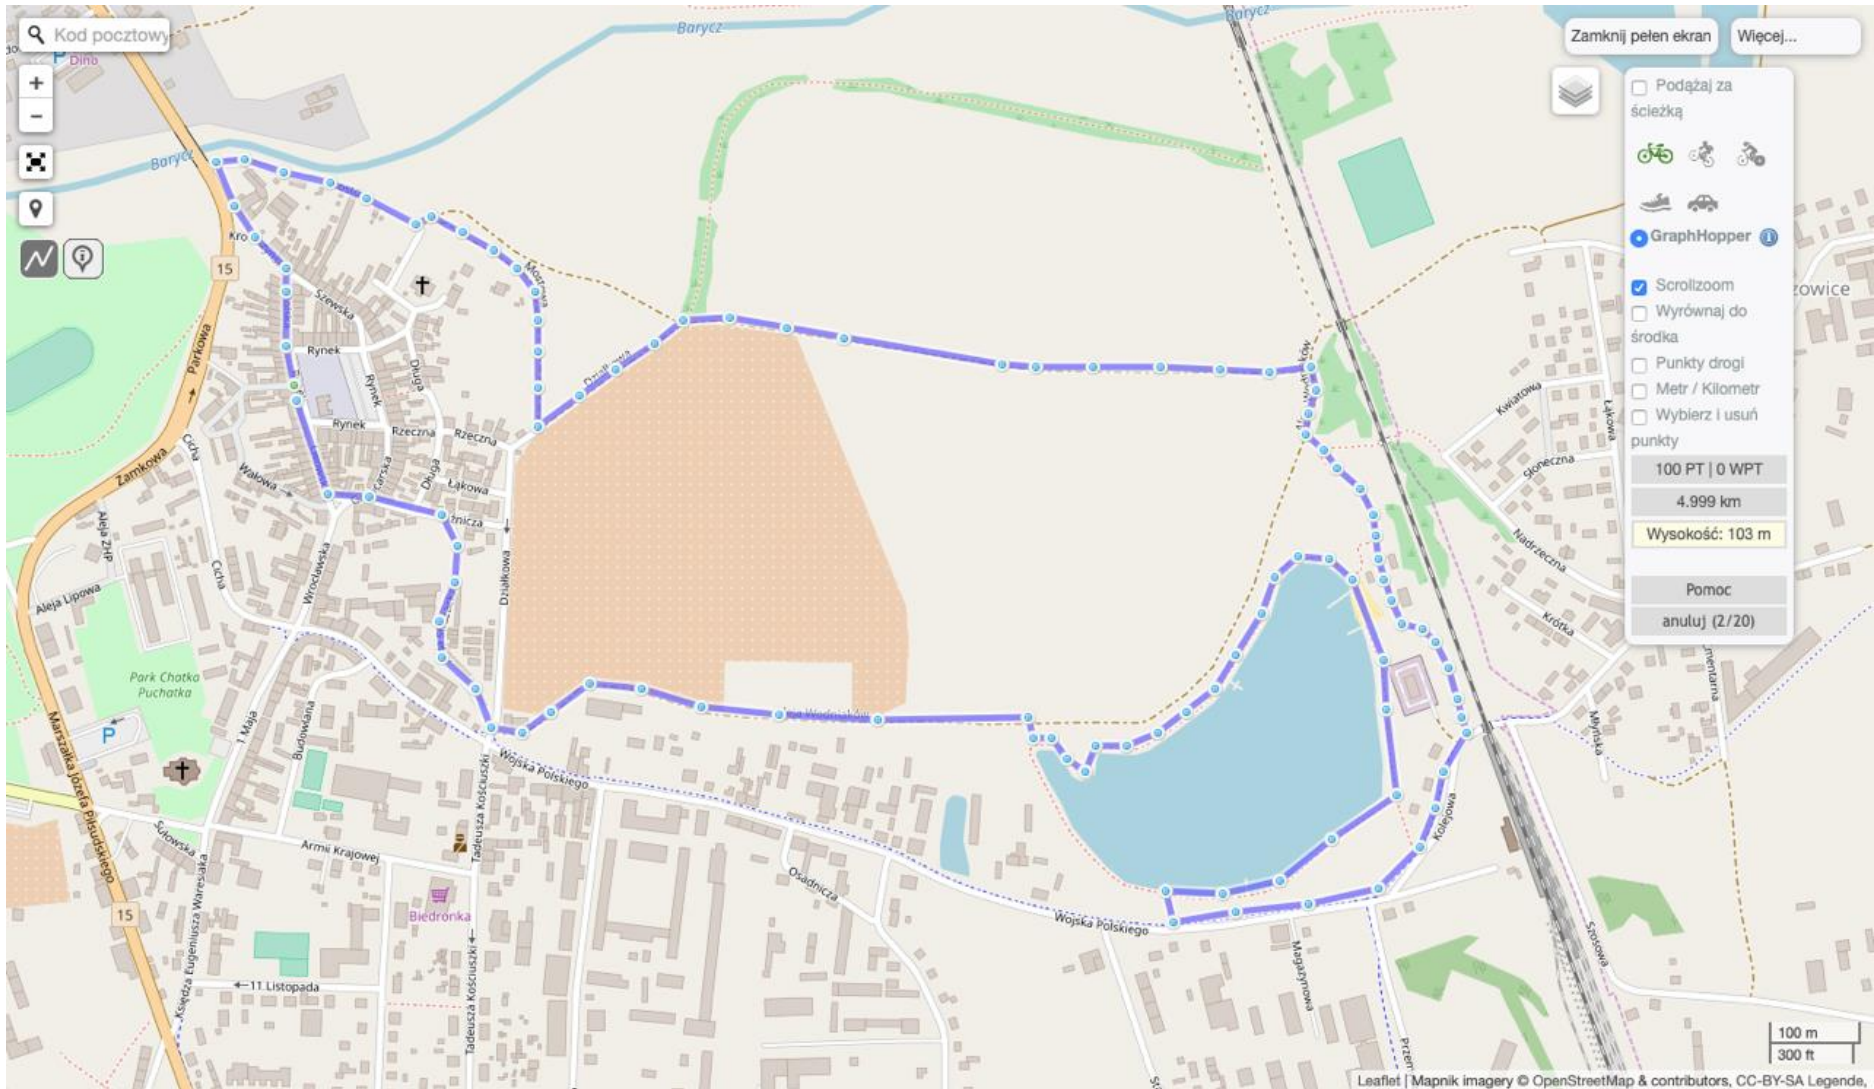 Kod pocztowy
Dino
P
Barycz
Barycz
Barycz
Zamknij pełen ekran
Więcej...
Podążaj za
ścieżką
GraphHopper
Scrollzoom
Wyrównaj do
środka
Punkty drogi
Metr / Kilometr
Wybierz i usuń
punkty
100 PT | 0 WPT
4.999 km
Wysokość: 103 m
Pomoc
anuluj (2/20)
+
−
15
Parkowa
Szewska
Mostowa
Rynek
Rynek
Rynek
Długa
Rzeczna
Rzeczna
Długa
Łąkowa
Działkowa
Zamkowa
Cicha
Wałowa
Aleja ZHP
Cicha
Wrocławska
Aleja Lipowa
Działkowa
Park Chatka
Puchatka
1 Maja
Budowlana
P
Marszałka Józefa Piłsudskiego
Wojska Polskiego
Tadeusza Kościuszki
Sułowska
Armii Krajowej
Biedronka
15
Księdza Eugeniusza Waresiaka
11 Listopada
Tadeusza Kościuszki
Osadnicza
Wojska Polskiego
Kolejowa
Magazynowa
Szosowa
Kwiatowa
Łąkowa
Słoneczna
Nadrzeczna
Krótka
Młyńska
100 m
300 ft
Leaflet | Mapnik imagery © OpenStreetMap & contributors, CC-BY-SA Legende